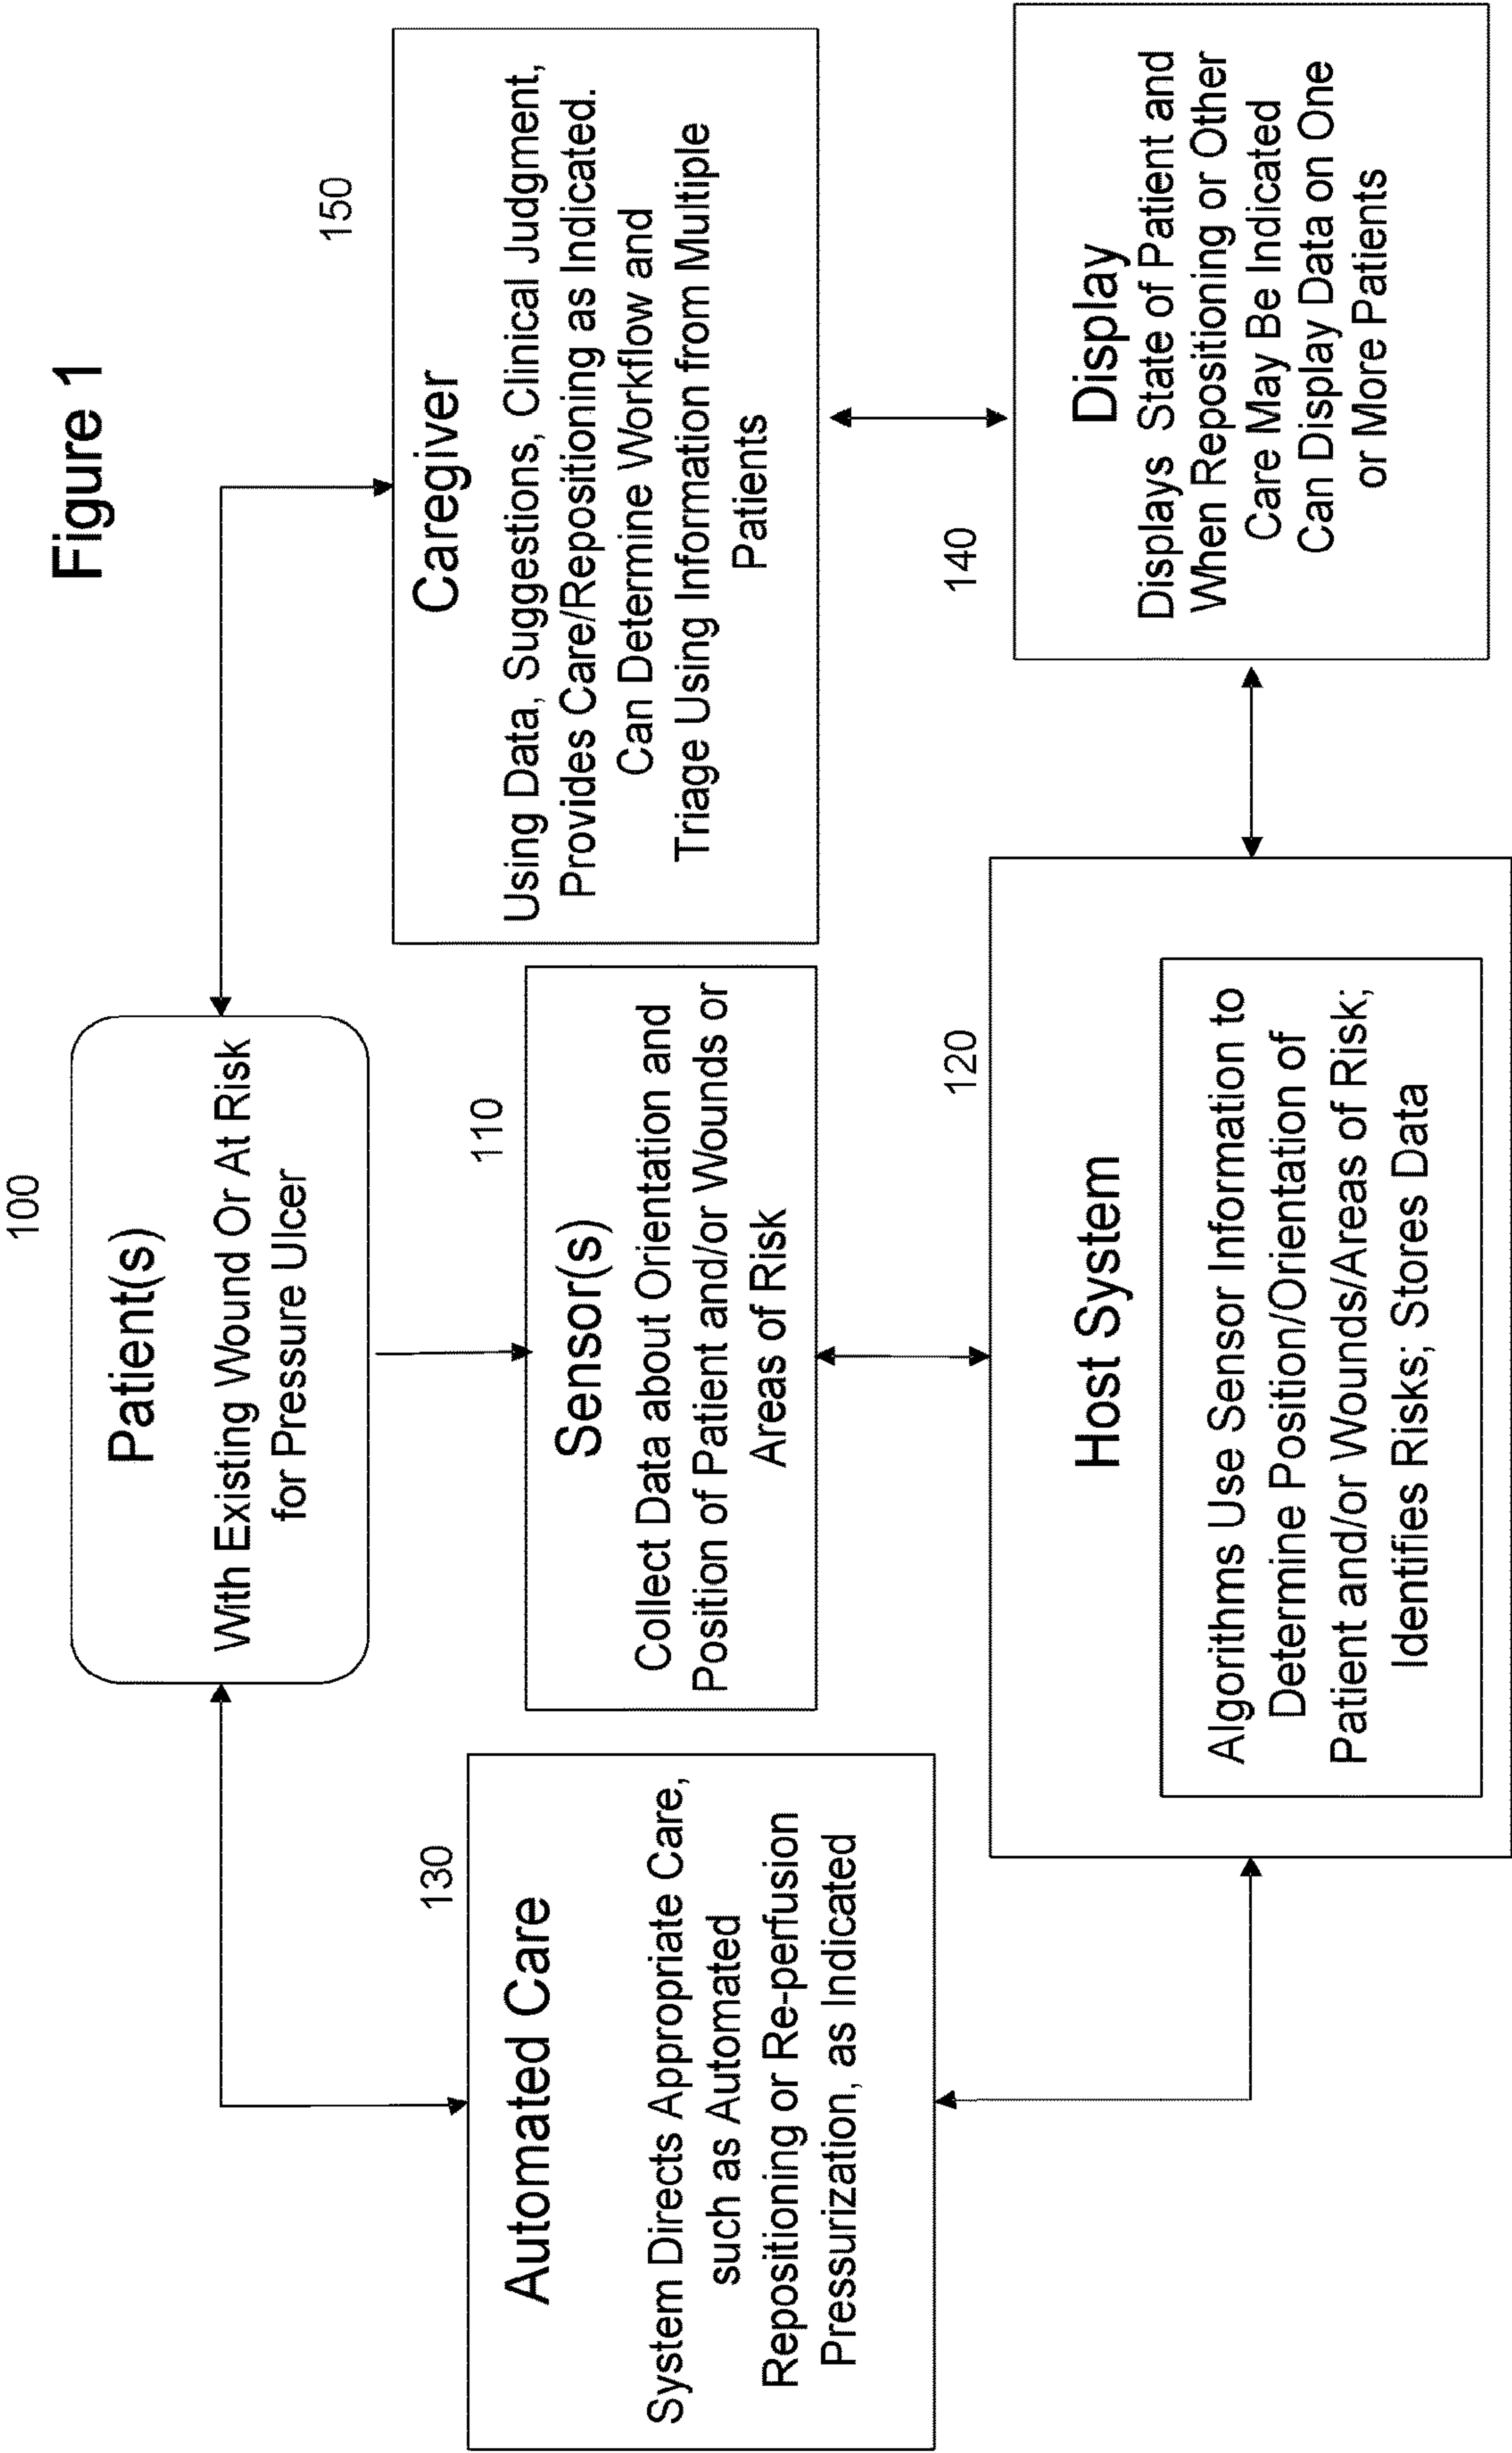 Figure 1
100
Patient(s)
With Existing Wound Or At Risk
for Pressure Ulcer
130
Automated Care
System Directs Appropriate Care,
such as Automated
Repositioning or Re-perfusion
Pressurization, as Indicated
110
Sensor(s)
Collect Data about Orientation and
Position of Patient and/or Wounds or
Areas of Risk
150
Caregiver
Using Data, Suggestions, Clinical Judgment,
Provides Care/Repositioning as Indicated.
Can Determine Workflow and
Triage Using Information from Multiple
Patients
120
Host System
Algorithms Use Sensor Information to
Determine Position/Orientation of
Patient and/or Wounds/Areas of Risk;
Identifies Risks; Stores Data
140
Display
Displays State of Patient and
When Repositioning or Other
Care May Be Indicated
Can Display Data on One
or More Patients